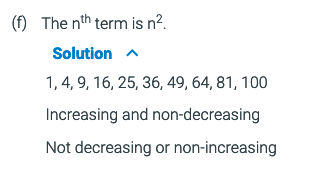 (f) The nth term is n².
Solution
1, 4, 9, 16, 25, 36, 49, 64, 81, 100
Increasing and non-decreasing
Not decreasing or non-increasing